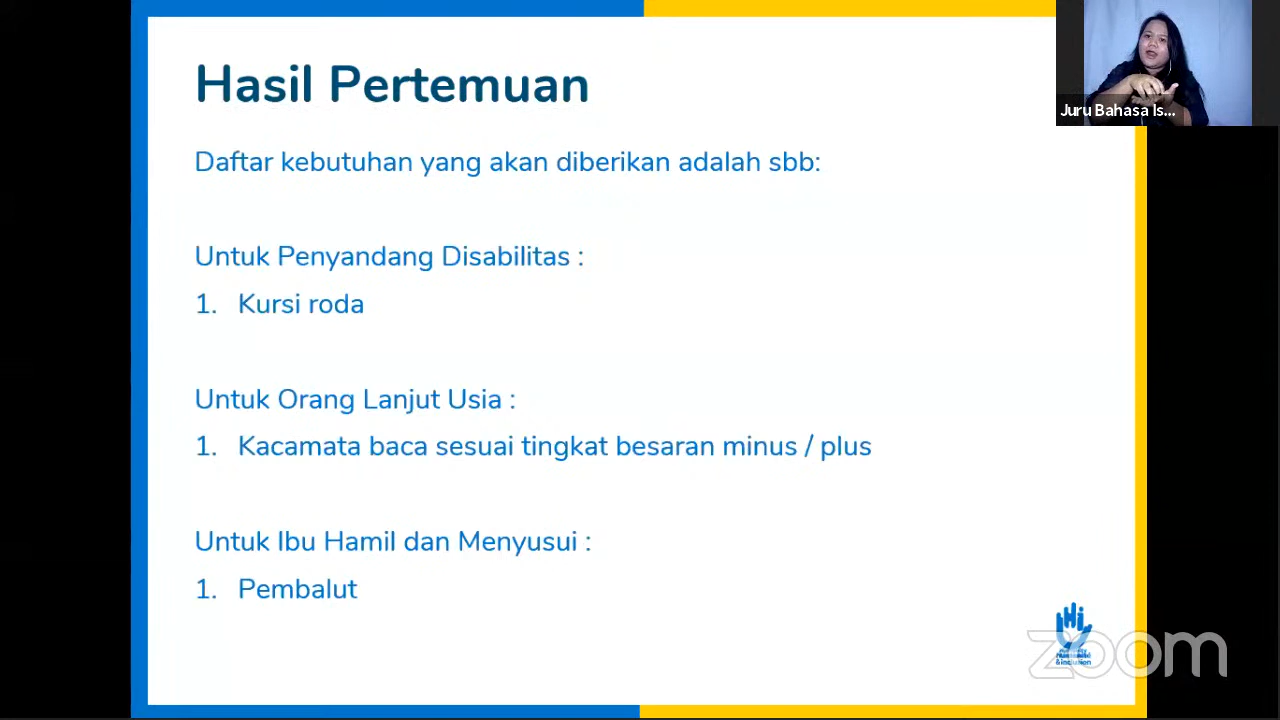 Hasil Pertemuan
Juru Bahasa Is...
Daftar kebutuhan yang akan diberikan adalah sbb:
Untuk Penyandang Disabilitas :
1. Kursi roda
Untuk Orang Lanjut Usia :
1. Kacamata baca sesuai tingkat besaran minus / plus
Untuk Ibu Hamil dan Menyusui :
1. Pembalut
zoom
& inclusion